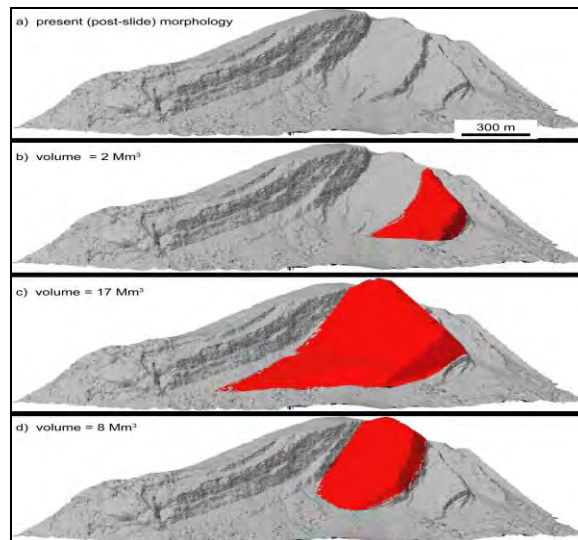 a) present (post-slide) morphology
300 m
b) volume = 2 Mm³
c) volume = 17 Mm³
d) volume = 8 Mm³